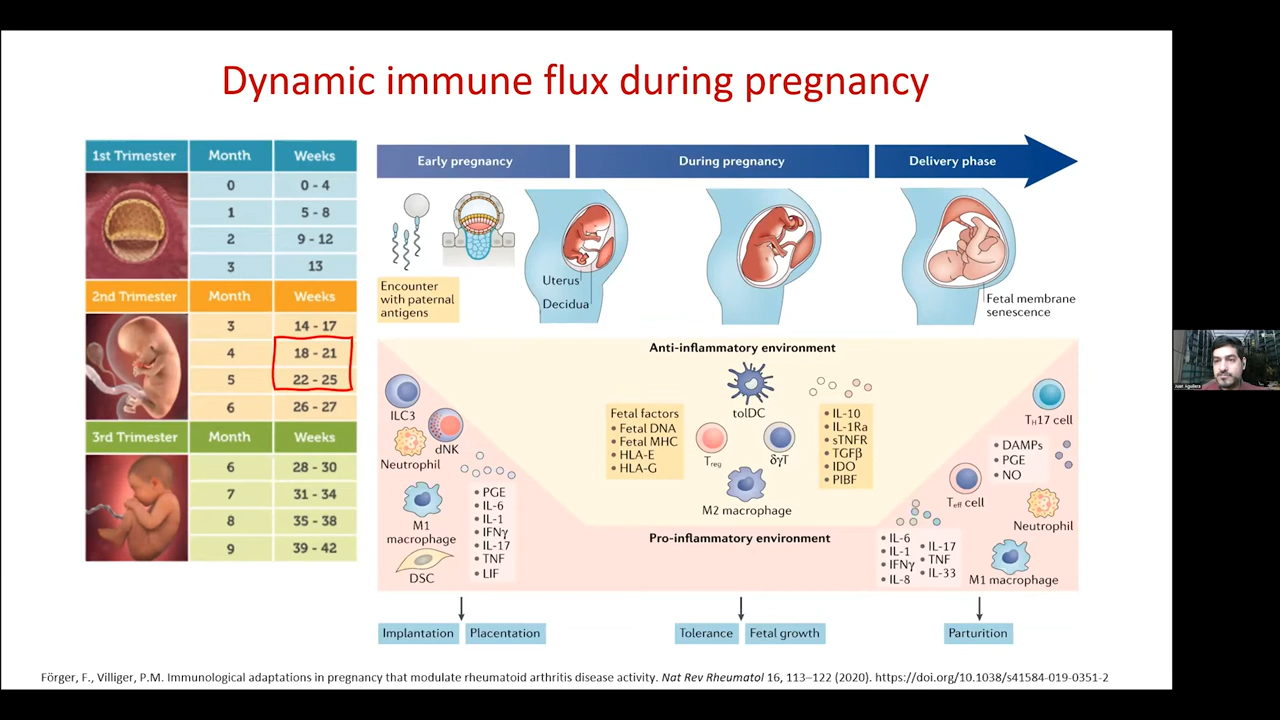 Dynamic immune flux during pregnancy
1st Trimester Month Weeks
0 0 - 4
1 5 - 8
2 9 - 12
3 13
2nd Trimester Month Weeks
3 14 - 17
4 18 - 21
5 22 - 25
6 26 - 27
3rd Trimester Month Weeks
6 28 - 30
7 31 - 34
8 35 - 38
9 39 - 42
Early pregnancy
During pregnancy
Delivery phase
Encounter
with paternal
antigens
Uterus
Decidua
Fetal membrane
senescence
Anti-inflammatory environment
ILC3
dNK
Neutrophil
M1
macrophage
DSC
• PGE
• IL-6
• IL-1
• IFNγ
• IL-17
• TNF
• LIF
Fetal factors
• Fetal DNA
• Fetal MHC
• HLA-E
• HLA-G
tolDC
Treg
δγT
M2 macrophage
• IL-10
• IL-1Ra
• sTNFR
• TGFβ
• IDO
• PIBF
Pro-inflammatory environment
TH17 cell
• DAMPs
• PGE
• NO
Teff cell
Neutrophil
M1 macrophage
• IL-6
• IL-1
• IFNγ
• IL-8
• IL-17
• TNF
• IL-33
Implantation
Placentation
Tolerance
Fetal growth
Parturition
Förger, F., Villiger, P.M. Immunological adaptations in pregnancy that modulate rheumatoid arthritis disease activity. Nat Rev Rheumatol 16, 113–122 (2020). https://doi.org/10.1038/s41584-019-0351-2
Juan Aguilera